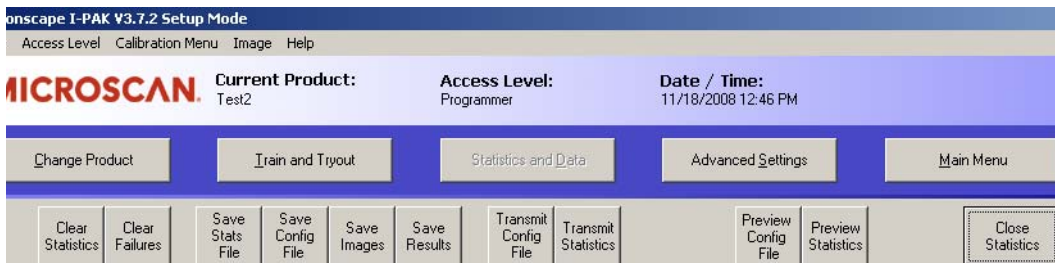 onscape I-PAK V3.7.2 Setup Mode
Access Level Calibration Menu Image Help
MICROSCAN.
Current Product:
Test2
Access Level:
Programmer
Date / Time:
11/18/2008 12:46 PM
Change Product
Train and Tryout
Statistics and Data
Advanced Settings
Main Menu
Clear
Statistics
Clear
Failures
Save
Stats
File
Save
Config
File
Save
Images
Save
Results
Transmit
Config
File
Transmit
Statistics
Preview
Config
File
Preview
Statistics
Close
Statistics